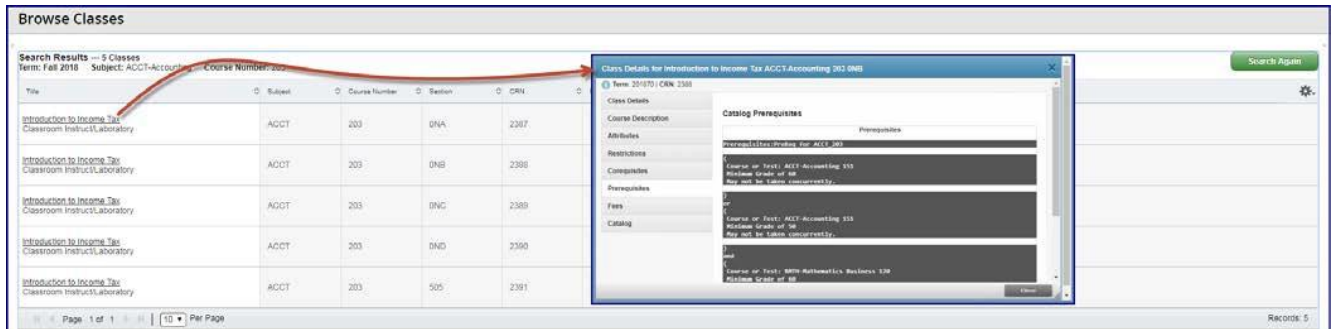 Browse Classes
Search Results — 5 Classes
Term: Fall 2018 Subject: ACCT-Accounting Course Number: 203
Search Again
Title Subject Course Number Section CRN
Introduction to Income Tax
Classroom Instruct/Laboratory
ACCT 203 0NA 2387
Introduction to Income Tax
Classroom Instruct/Laboratory
ACCT 203 0NB 2388
Introduction to Income Tax
Classroom Instruct/Laboratory
ACCT 203 0NC 2389
Introduction to Income Tax
Classroom Instruct/Laboratory
ACCT 203 0ND 2390
Introduction to Income Tax
Classroom Instruct/Laboratory
ACCT 203 505 2391
Page 1 of 1 10 Per Page
Records: 5
Class Details for Introduction to Income Tax ACCT-Accounting 203 0NB
Term: 201870 | CRN: 2388
Class Details
Course Description
Attributes
Restrictions
Corequisites
Prerequisites
Fees
Catalog
Catalog Prerequisites
Prerequisites
Prerequisites:PreReq for ACCT_203
(
Course or Test: ACCT-Accounting
Minimum Grade of 60
May not be taken concurrently.
)
or
(
Course or Test: ACCT-Accounting
Minimum Grade of 50
May not be taken concurrently.
)
and
(
Course or Test: MATH-Mathematics Business 120
Minimum Grade of 60
Close